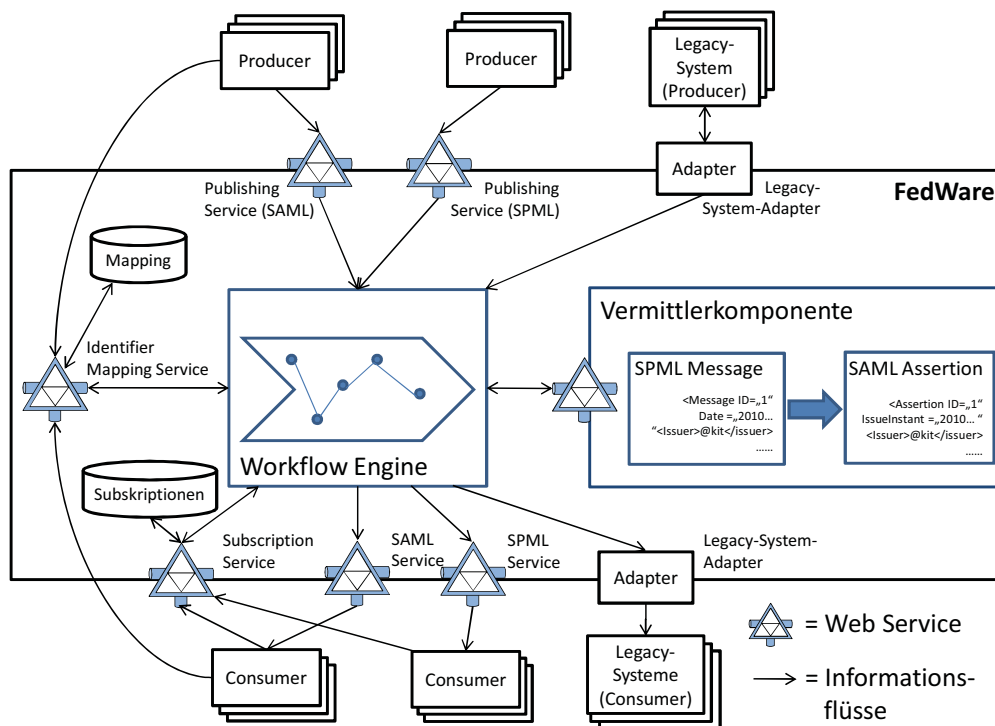 Producer
Producer
Legacy-
System
(Producer)
Adapter
Publishing
Service (SAML)
Publishing
Service (SPML)
Legacy-
System-Adapter
FedWare
Mapping
Identifier
Mapping Service
Workflow Engine
Vermittlerkomponente
SPML Message
<Message ID=„1“
Date =„2010...
“<Issuer>@kit</issuer>
......
SAML Assertion
<Assertion ID=„1“
IssueInstant =„2010... “
<Issuer>@kit</issuer>
......
Subskriptionen
Subscription
Service
SAML
Service
SPML
Service
Legacy-System-
Adapter
Adapter
Consumer
Consumer
Legacy-
Systeme
(Consumer)
= Web Service
= Informations-
flüsse